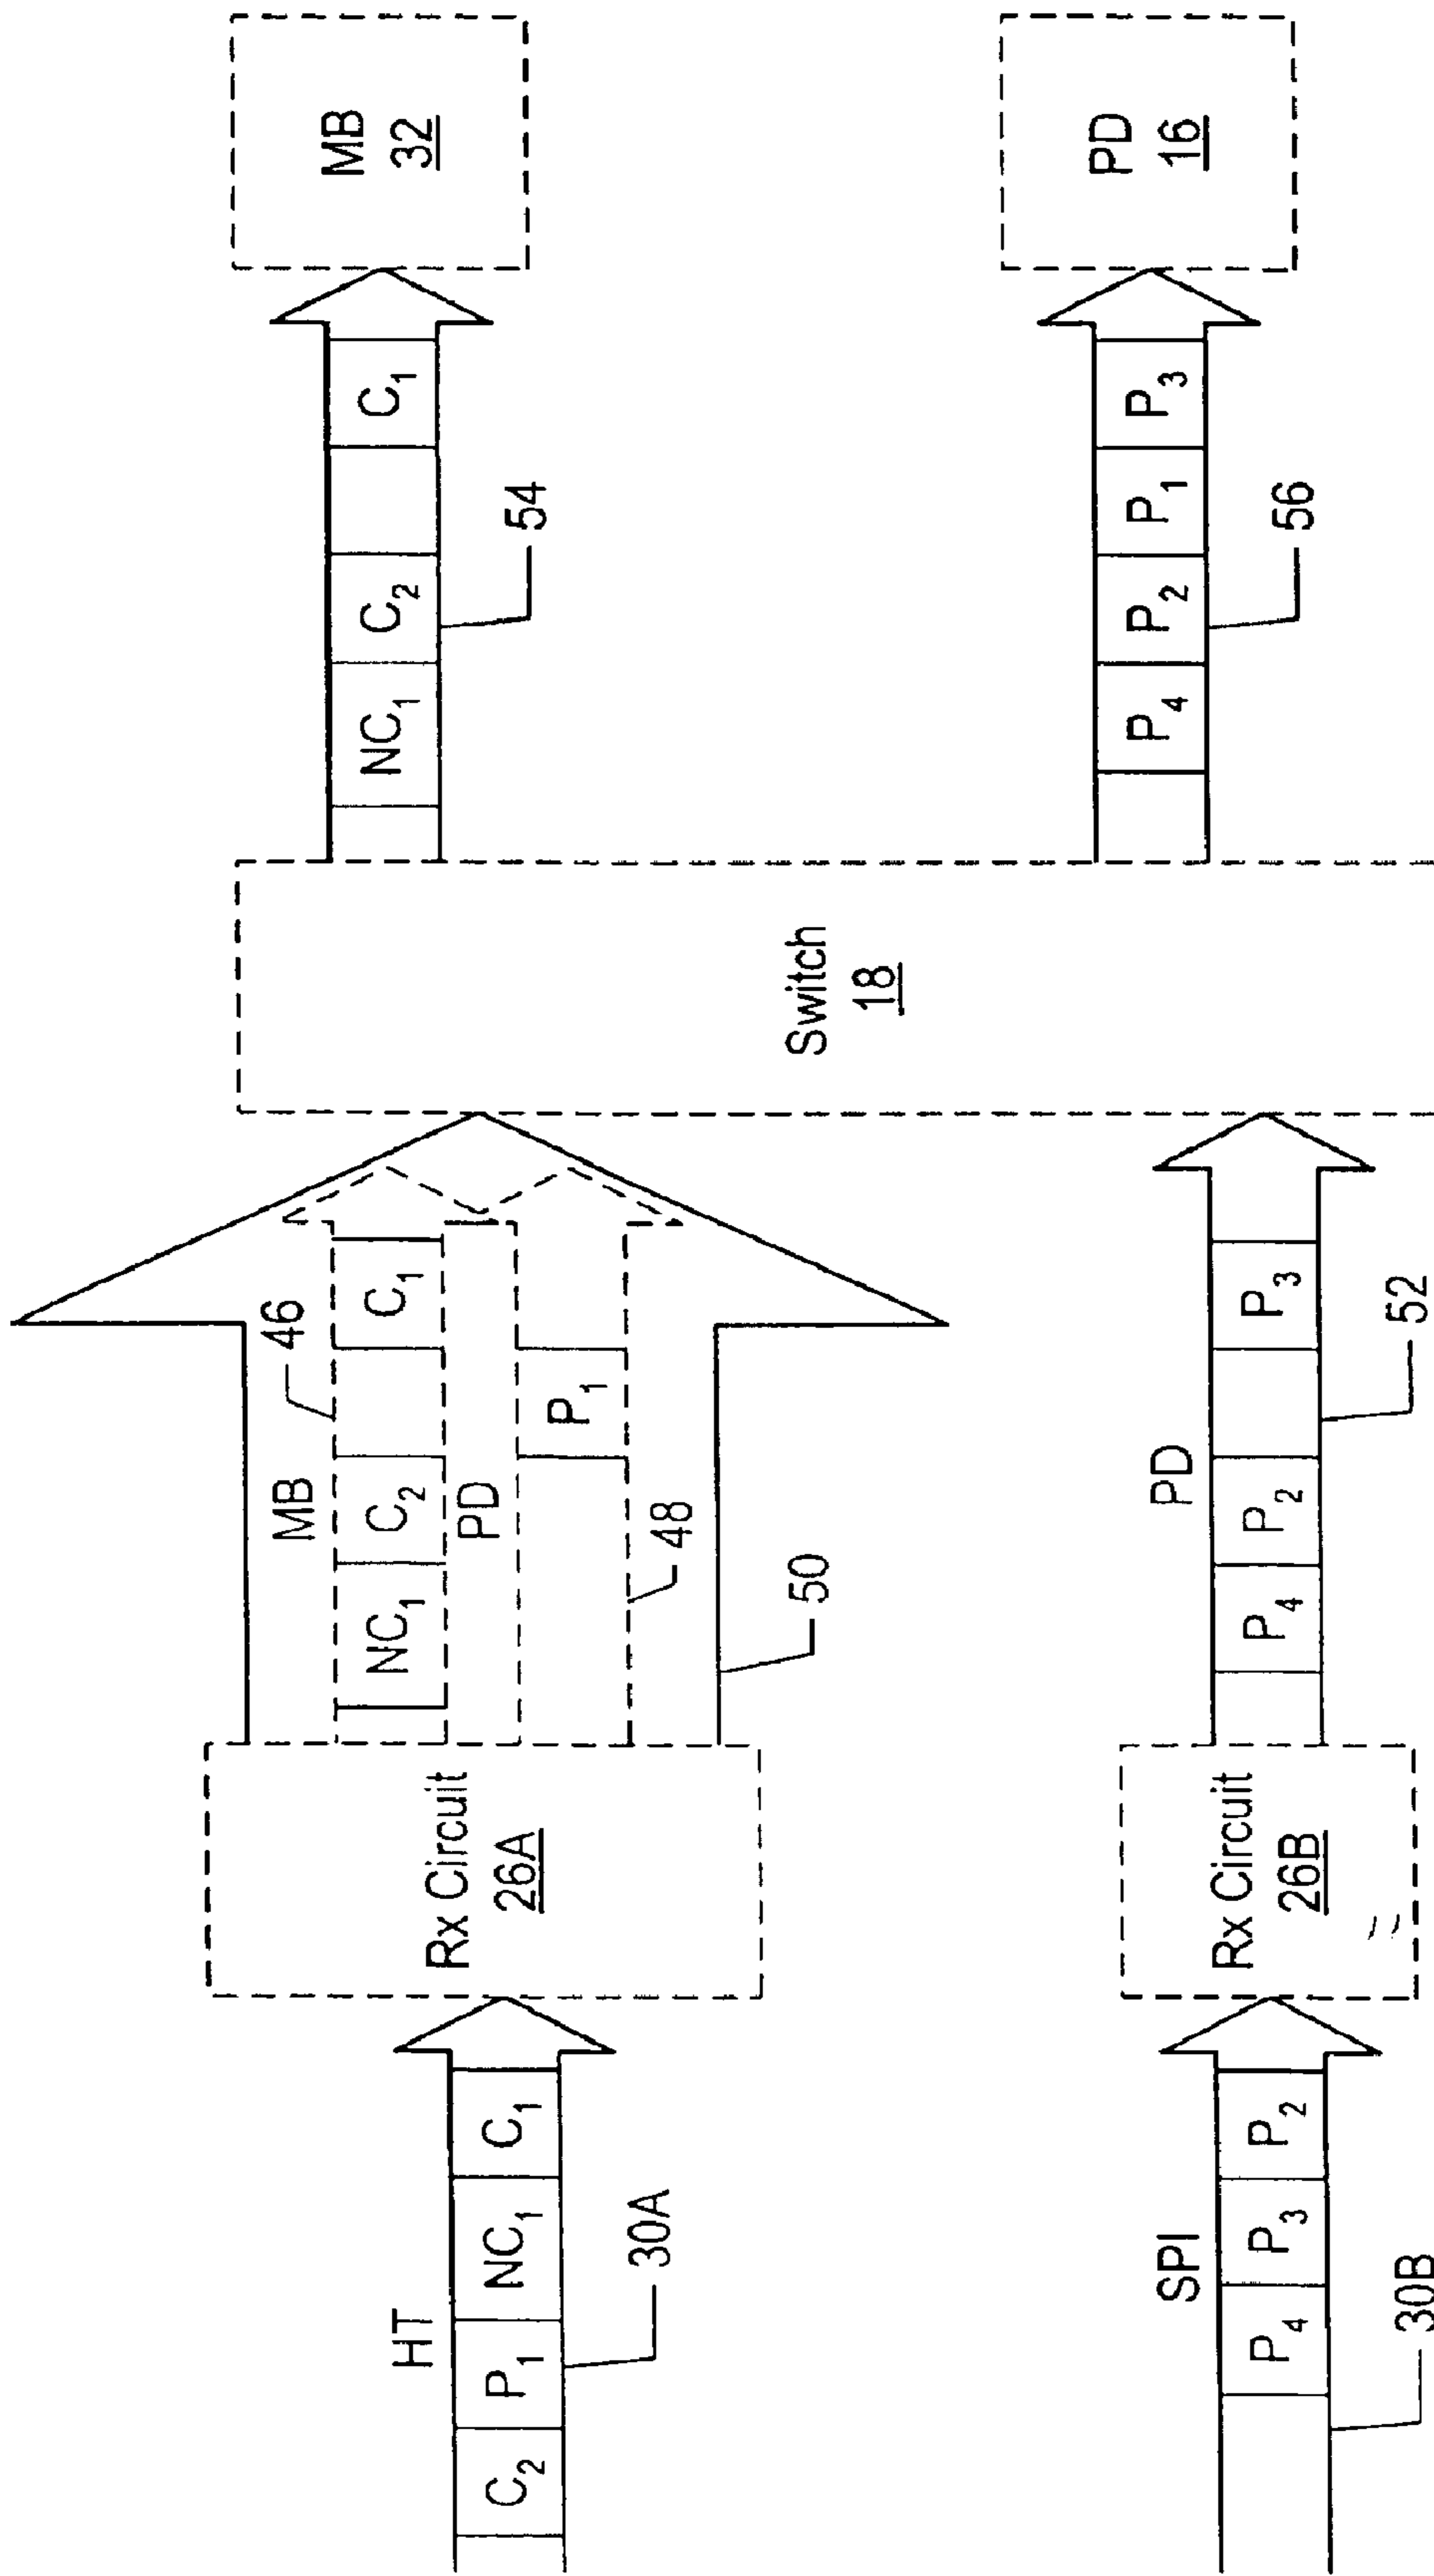 HT
C2 P1 NC1 C1
30A
Rx Circuit
26A
MB
46
NC1 C2 C1
PD
P1
48
50
Switch
18
NC1 C2 C1
54
MB
32
SPI
P4 P3 P2
30B
Rx Circuit
26B
PD
P4 P2 P3
52
P4 P2 P1 P3
56
PD
16